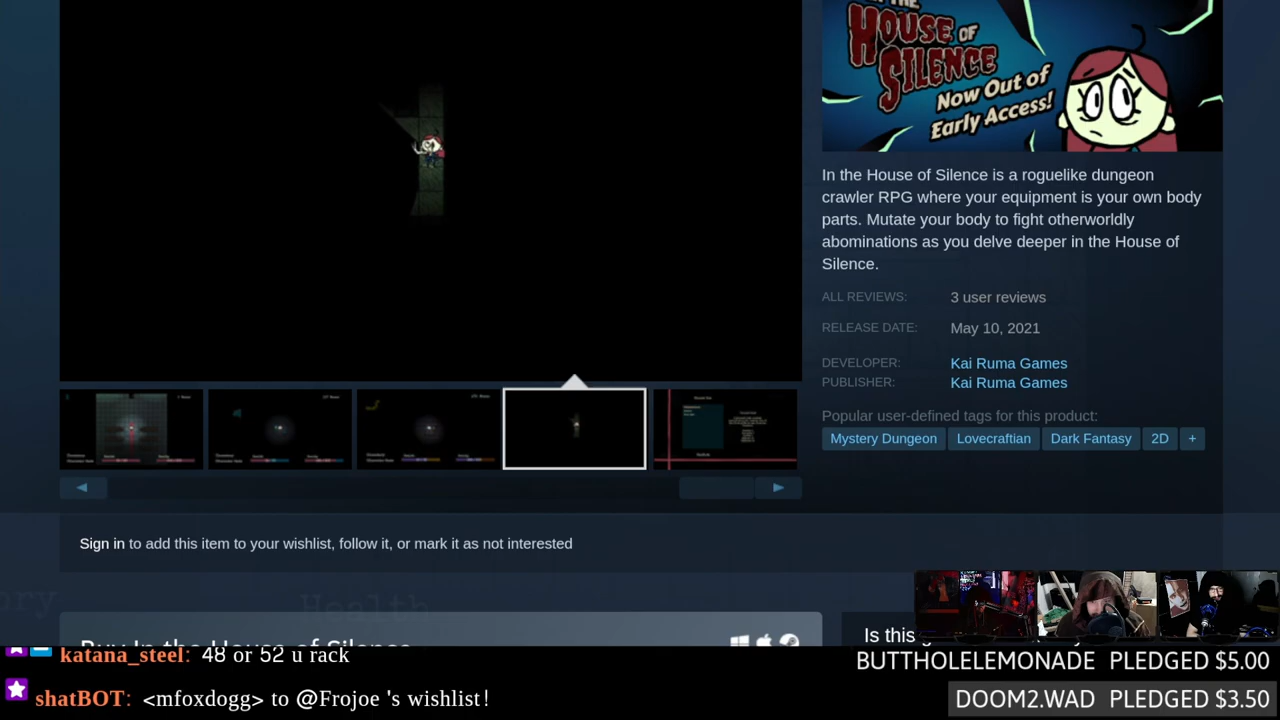 HOUSE OF
SILENCE
Now Out of
Early Access!
In the House of Silence is a roguelike dungeon
crawler RPG where your equipment is your own body
parts. Mutate your body to fight otherworldly
abominations as you delve deeper in the House of
Silence.
ALL REVIEWS: 3 user reviews
RELEASE DATE: May 10, 2021
DEVELOPER: Kai Ruma Games
PUBLISHER: Kai Ruma Games
Popular user-defined tags for this product:
Mystery Dungeon Lovecraftian Dark Fantasy 2D +
Sign in to add this item to your wishlist, follow it, or mark it as not interested
Health
Buy In the House of Silence
Is this
katana_steel: 48 or 52 u rack
BUTTHOLELEMONADE PLEDGED $5.00
shatBOT: <mfoxdogg> to @Frojoe 's wishlist!
DOOM2.WAD PLEDGED $3.50